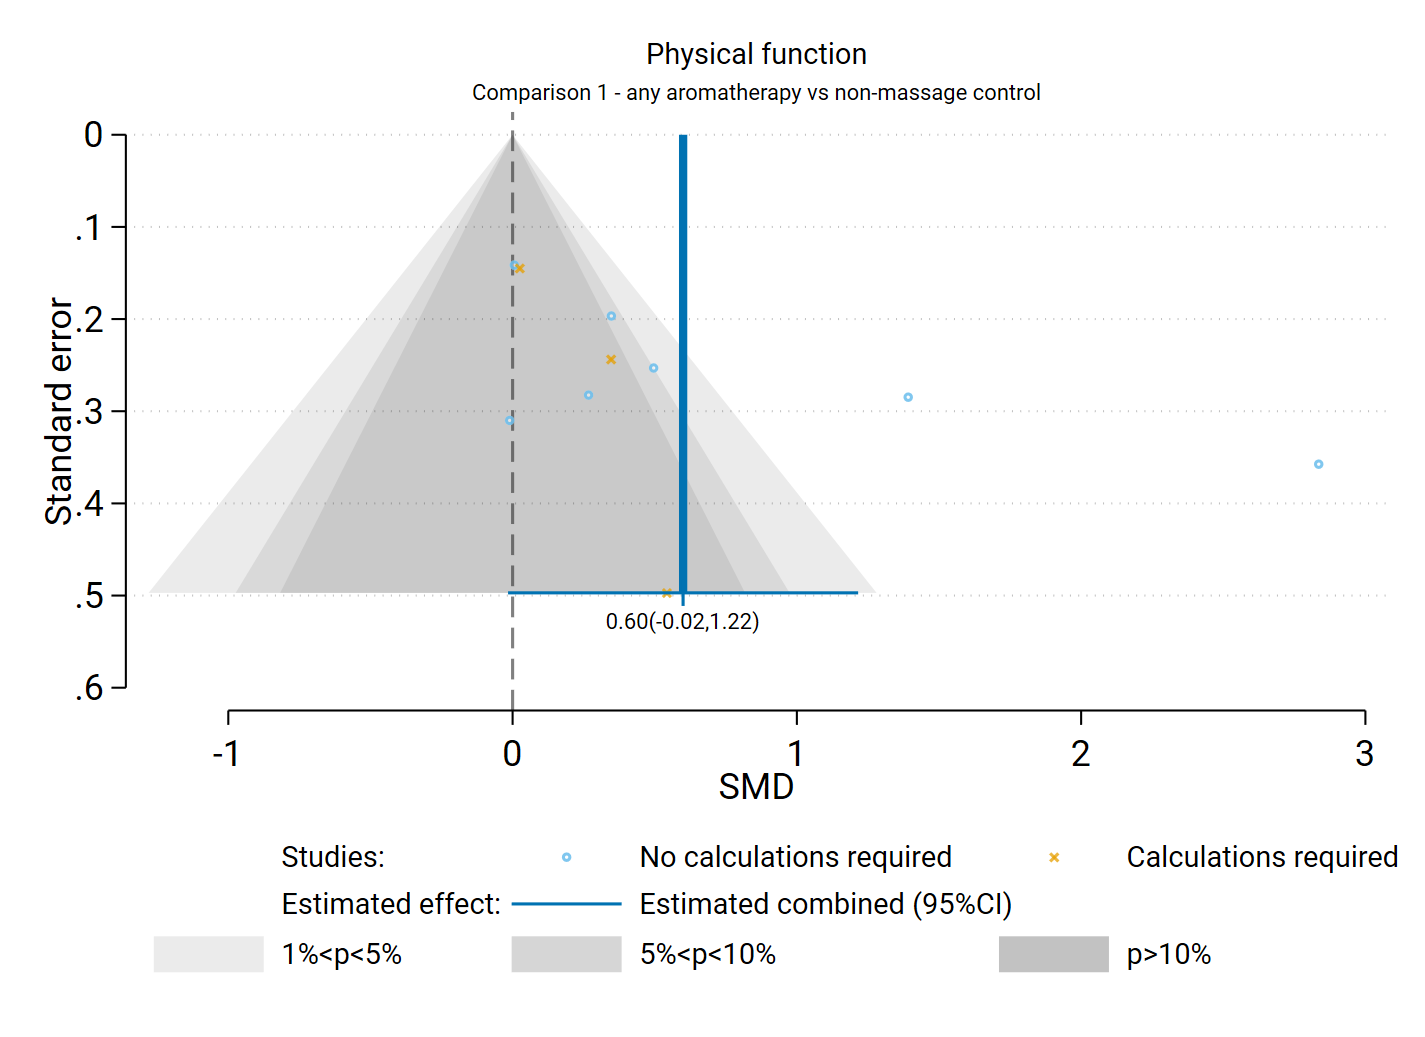 Physical function
Comparison 1 - any aromatherapy vs non-massage control
0
.1
.2
.3
.4
.5
.6
Standard error
0.60(-0.02,1.22)
-1 0 1 2 3
SMD
Studies: No calculations required Calculations required
Estimated effect: Estimated combined (95%CI)
1%<p<5% 5%<p<10% p>10%